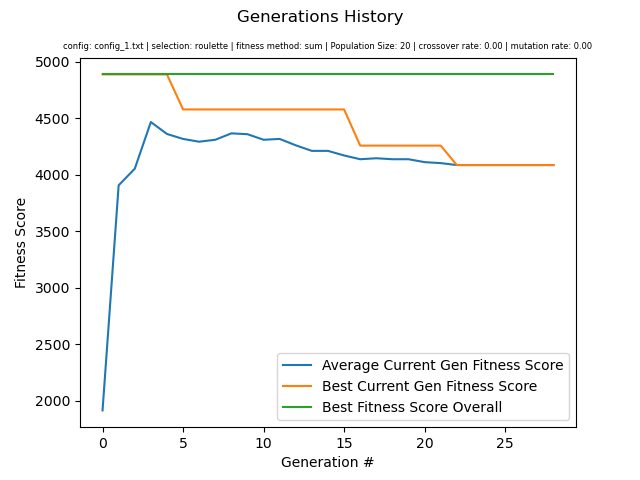 Generations History
config: config_1.txt | selection: roulette | fitness method: sum | Population Size: 20 | crossover rate: 0.00 | mutation rate: 0.00
5000
4500
4000
3500
3000
2500
2000
Fitness Score
Average Current Gen Fitness Score
Best Current Gen Fitness Score
Best Fitness Score Overall
0 5 10 15 20 25
Generation #